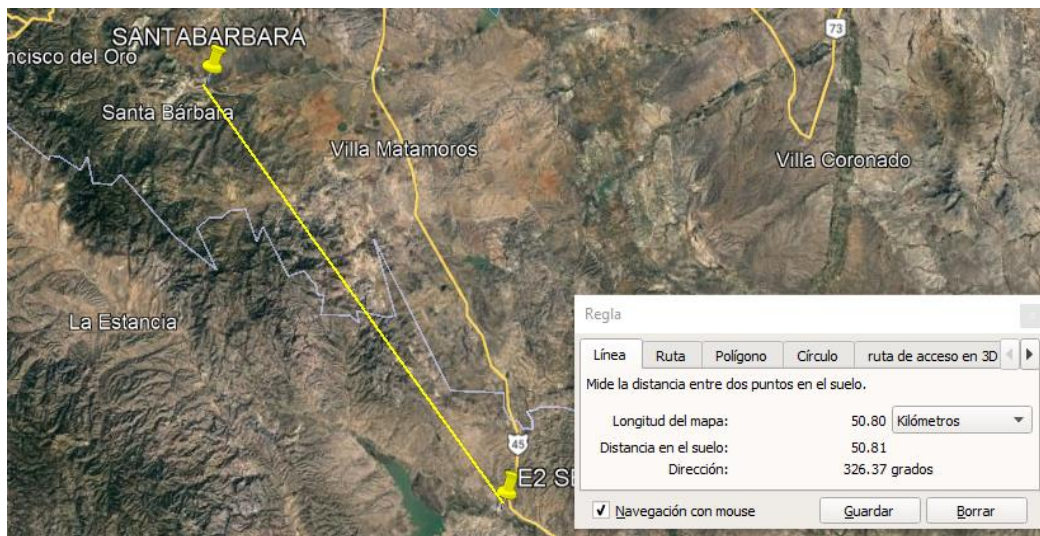 SANTABARBARA
ncisco del Oro
Santa Bárbara
Villa Matamoros
73
Villa Coronado
La Estancia
45
E2 SE
Regla
Línea Ruta Polígono Círculo ruta de acceso en 3D
Mide la distancia entre dos puntos en el suelo.
Longitud del mapa: 50.80 Kilómetros
Distancia en el suelo: 50.81
Dirección: 326.37 grados
Navegación con mouse Guardar Borrar